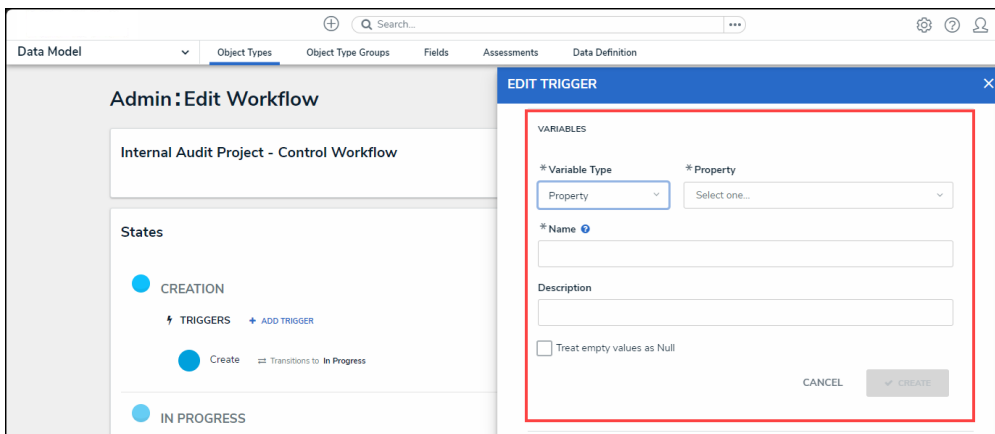 Search...
•••
Data Model
Object Types
Object Type Groups
Fields
Assessments
Data Definition
Admin:Edit Workflow
Internal Audit Project - Control Workflow
States
CREATION
TRIGGERS
+ ADD TRIGGER
Create
Transitions to In Progress
IN PROGRESS
EDIT TRIGGER
VARIABLES
*Variable Type
*Property
Property
Select one...
*Name
Description
Treat empty values as Null
CANCEL
✓ CREATE